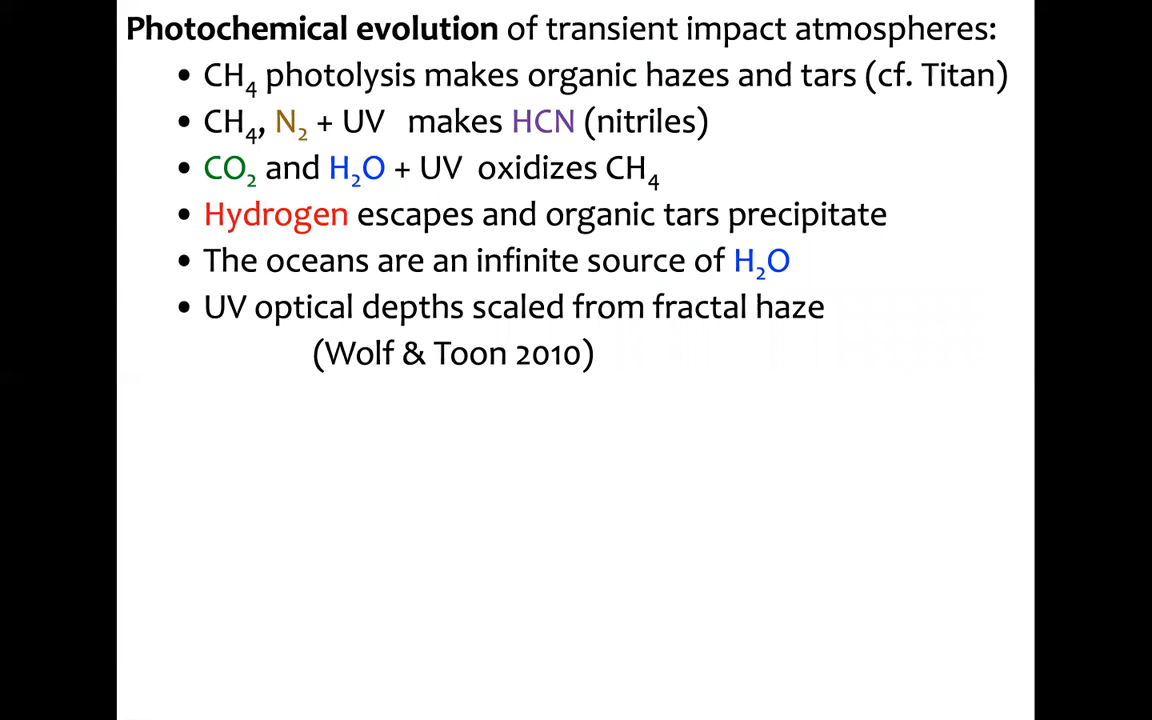 Photochemical evolution of transient impact atmospheres:
• CH₄ photolysis makes organic hazes and tars (cf. Titan)
• CH₄, N₂ + UV makes HCN (nitriles)
• CO₂ and H₂O + UV oxidizes CH₄
• Hydrogen escapes and organic tars precipitate
• The oceans are an infinite source of H₂O
• UV optical depths scaled from fractal haze
(Wolf & Toon 2010)